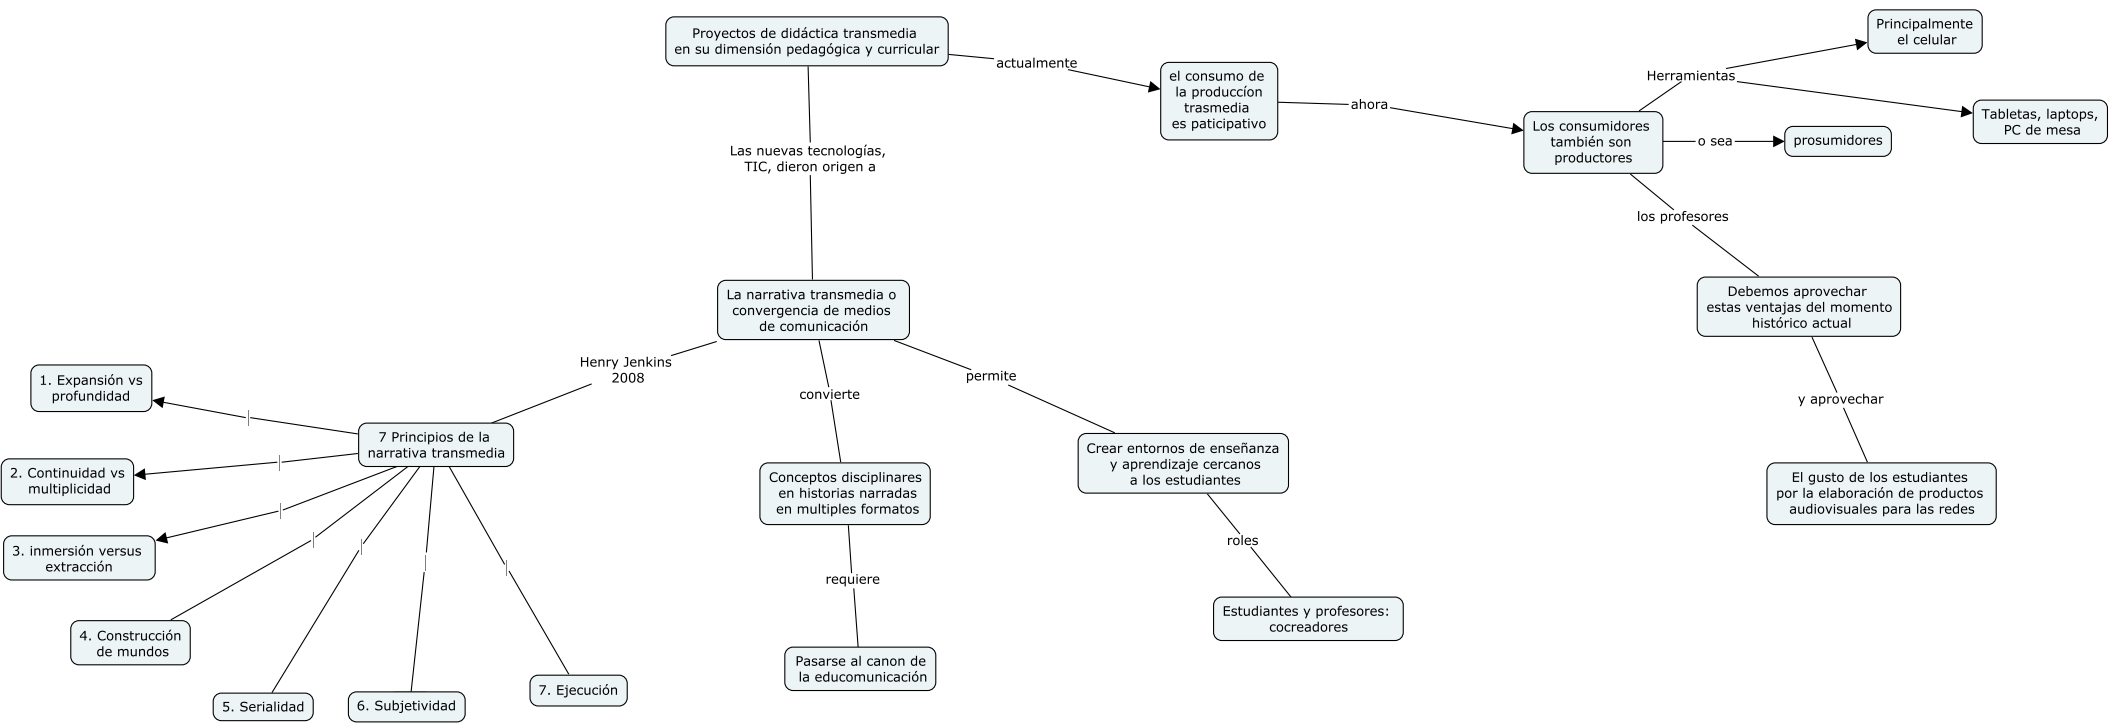 Proyectos de didáctica transmedia
en su dimensión pedagógica y curricular
actualmente
el consumo de
la produccíon
trasmedia
es paticipativo
ahora
Los consumidores
también son
productores
Herramientas
Principalmente
el celular
Tabletas, laptops,
PC de mesa
o sea
prosumidores
los profesores
Debemos aprovechar
estas ventajas del momento
histórico actual
y aprovechar
El gusto de los estudiantes
por la elaboración de productos
audiovisuales para las redes
Las nuevas tecnologías,
TIC, dieron origen a
La narrativa transmedia o
convergencia de medios
de comunicación
Henry Jenkins
2008
7 Principios de la
narrativa transmedia
1. Expansión vs
profundidad
2. Continuidad vs
multiplicidad
3. inmersión versus
extracción
4. Construcción
de mundos
5. Serialidad
6. Subjetividad
7. Ejecución
convierte
Conceptos disciplinares
en historias narradas
en multiples formatos
requiere
Pasarse al canon de
la educomunicación
permite
Crear entornos de enseñanza
y aprendizaje cercanos
a los estudiantes
roles
Estudiantes y profesores:
cocreadores